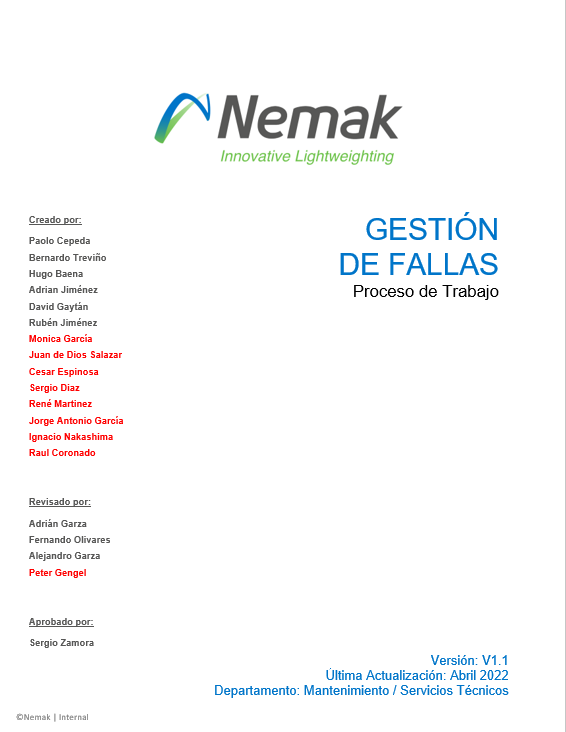 Nemak
Innovative Lightweighting
Creado por:
Paolo Cepeda
Bernardo Treviño
Hugo Baena
Adrian Jiménez
David Gaytán
Rubén Jiménez
Monica García
Juan de Dios Salazar
Cesar Espinosa
Sergio Diaz
René Martinez
Jorge Antonio García
Ignacio Nakashima
Raul Coronado
GESTIÓN
DE FALLAS
Proceso de Trabajo
Revisado por:
Adrián Garza
Fernando Olivares
Alejandro Garza
Peter Gengel
Aprobado por:
Sergio Zamora
Versión: V1.1
Última Actualización: Abril 2022
Departamento: Mantenimiento / Servicios Técnicos
©Nemak | Internal